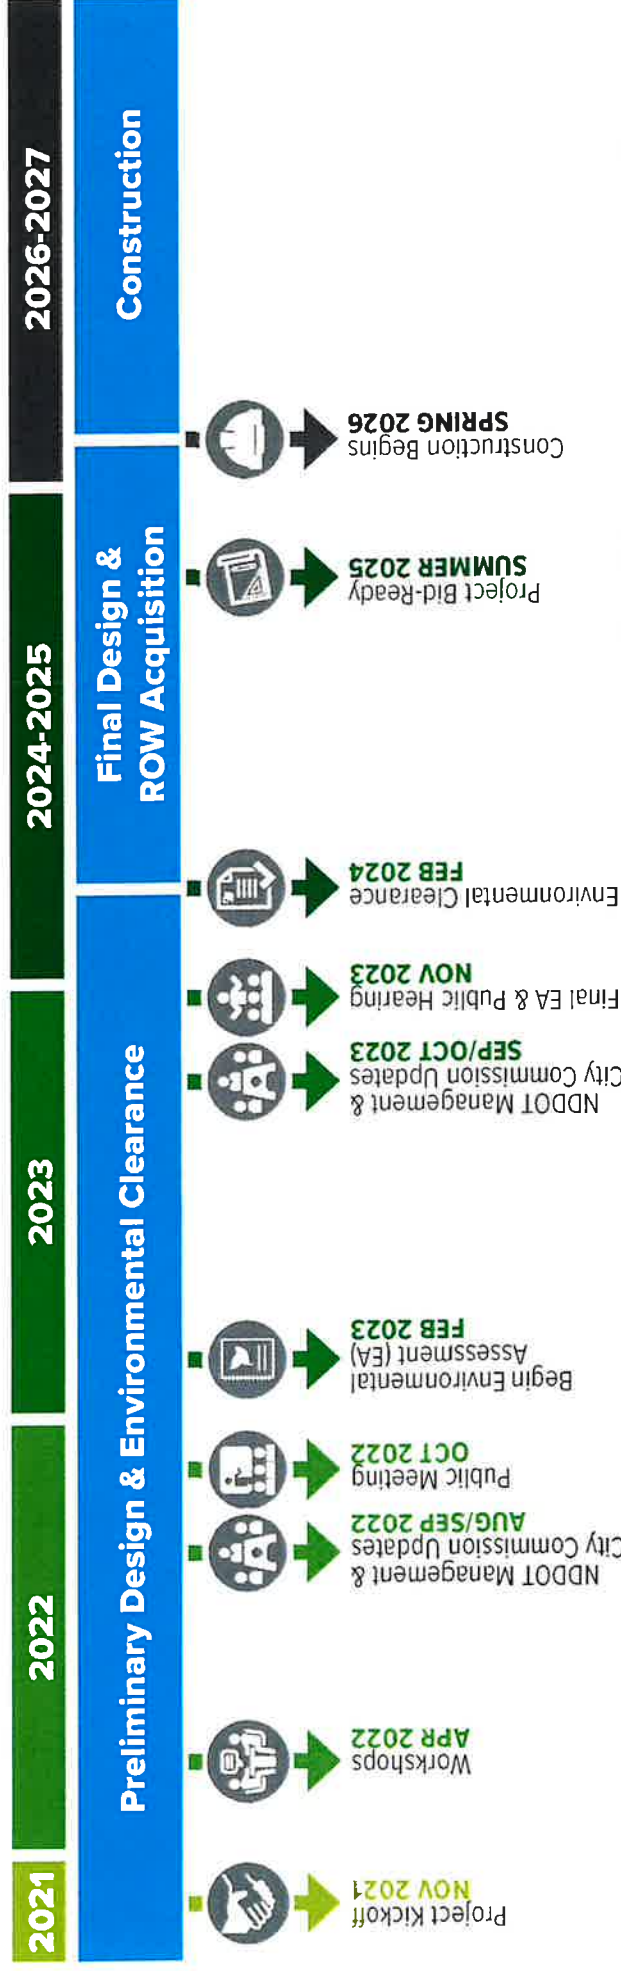 2021
2022
2023
2024-2025
2026-2027
Preliminary Design & Environmental Clearance
Final Design &
ROW Acquisition
Construction
Project Kickoff
NOV 2021
Workshops
APR 2022
NDDOT Management &
City Commission Updates
AUG/SEP 2022
Public Meeting
OCT 2022
Begin Environmental
Assessment (EA)
FEB 2023
NDDOT Management &
City Commission Updates
SEP/OCT 2023
Final EA & Public Hearing
NOV 2023
Environmental Clearance
FEB 2024
Project Bid-Ready
SUMMER 2025
Construction Begins
SPRING 2026